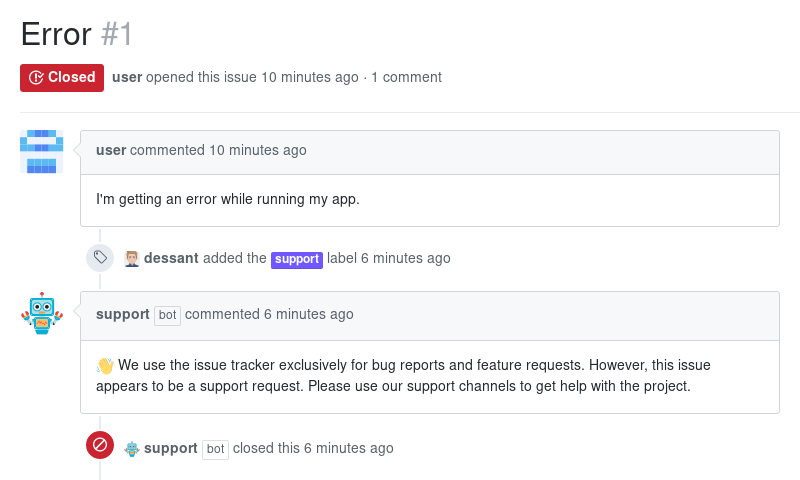 Error #1
Closed user opened this issue 10 minutes ago · 1 comment
user commented 10 minutes ago
I'm getting an error while running my app.
dessant added the support label 6 minutes ago
support bot commented 6 minutes ago
👋 We use the issue tracker exclusively for bug reports and feature requests. However, this issue
appears to be a support request. Please use our support channels to get help with the project.
support bot closed this 6 minutes ago